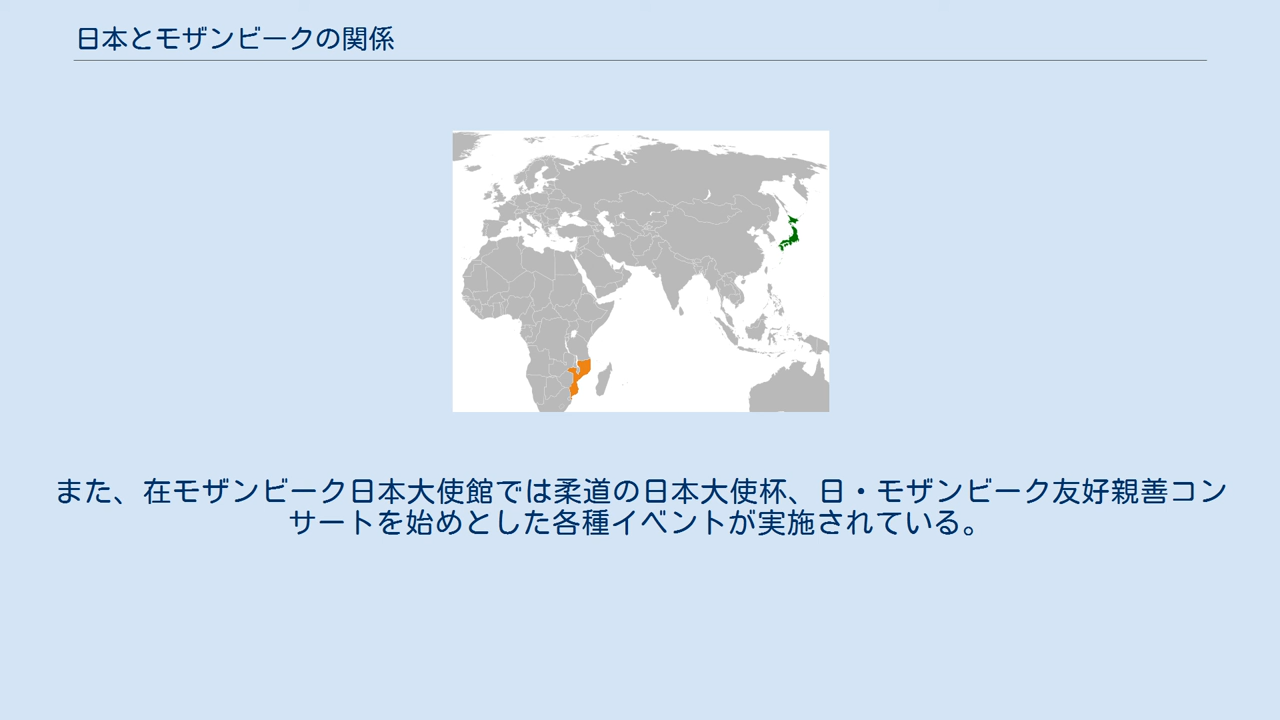 日本とモザンビークの関係
また、在モザンビーク日本大使館では柔道の日本大使杯、日・モザンビーク友好親善コン
サートを始めとした各種イベントが実施されている。